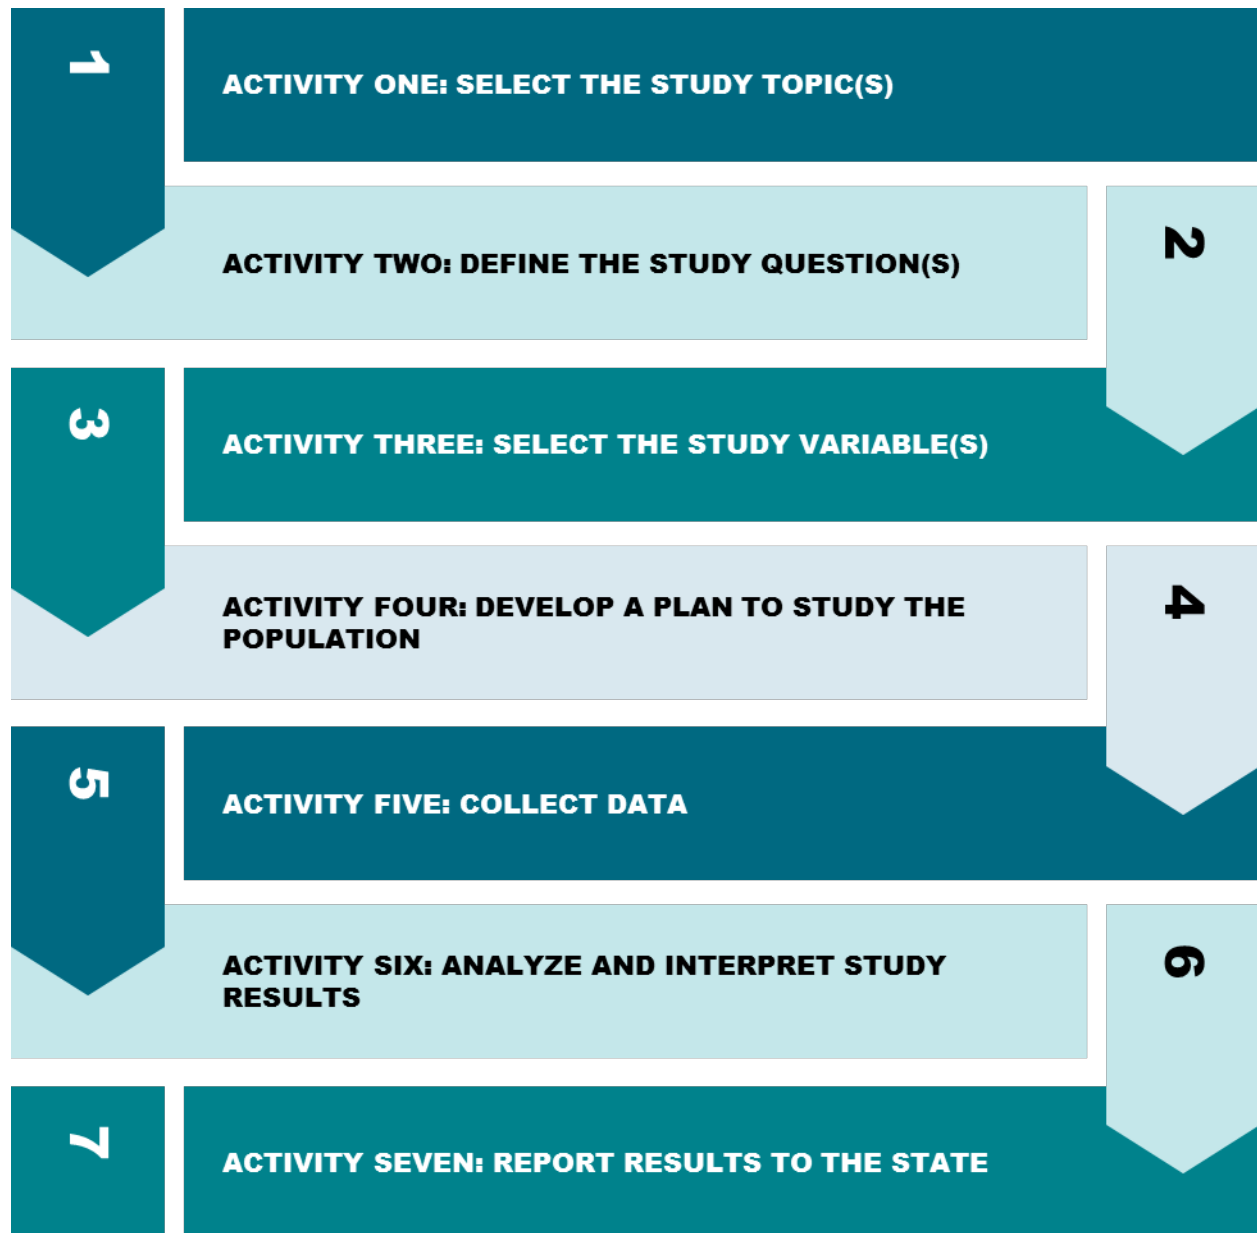 1
ACTIVITY ONE: SELECT THE STUDY TOPIC(S)
ACTIVITY TWO: DEFINE THE STUDY QUESTION(S)
2
3
ACTIVITY THREE: SELECT THE STUDY VARIABLE(S)
ACTIVITY FOUR: DEVELOP A PLAN TO STUDY THE
POPULATION
4
5
ACTIVITY FIVE: COLLECT DATA
ACTIVITY SIX: ANALYZE AND INTERPRET STUDY
RESULTS
6
7
ACTIVITY SEVEN: REPORT RESULTS TO THE STATE